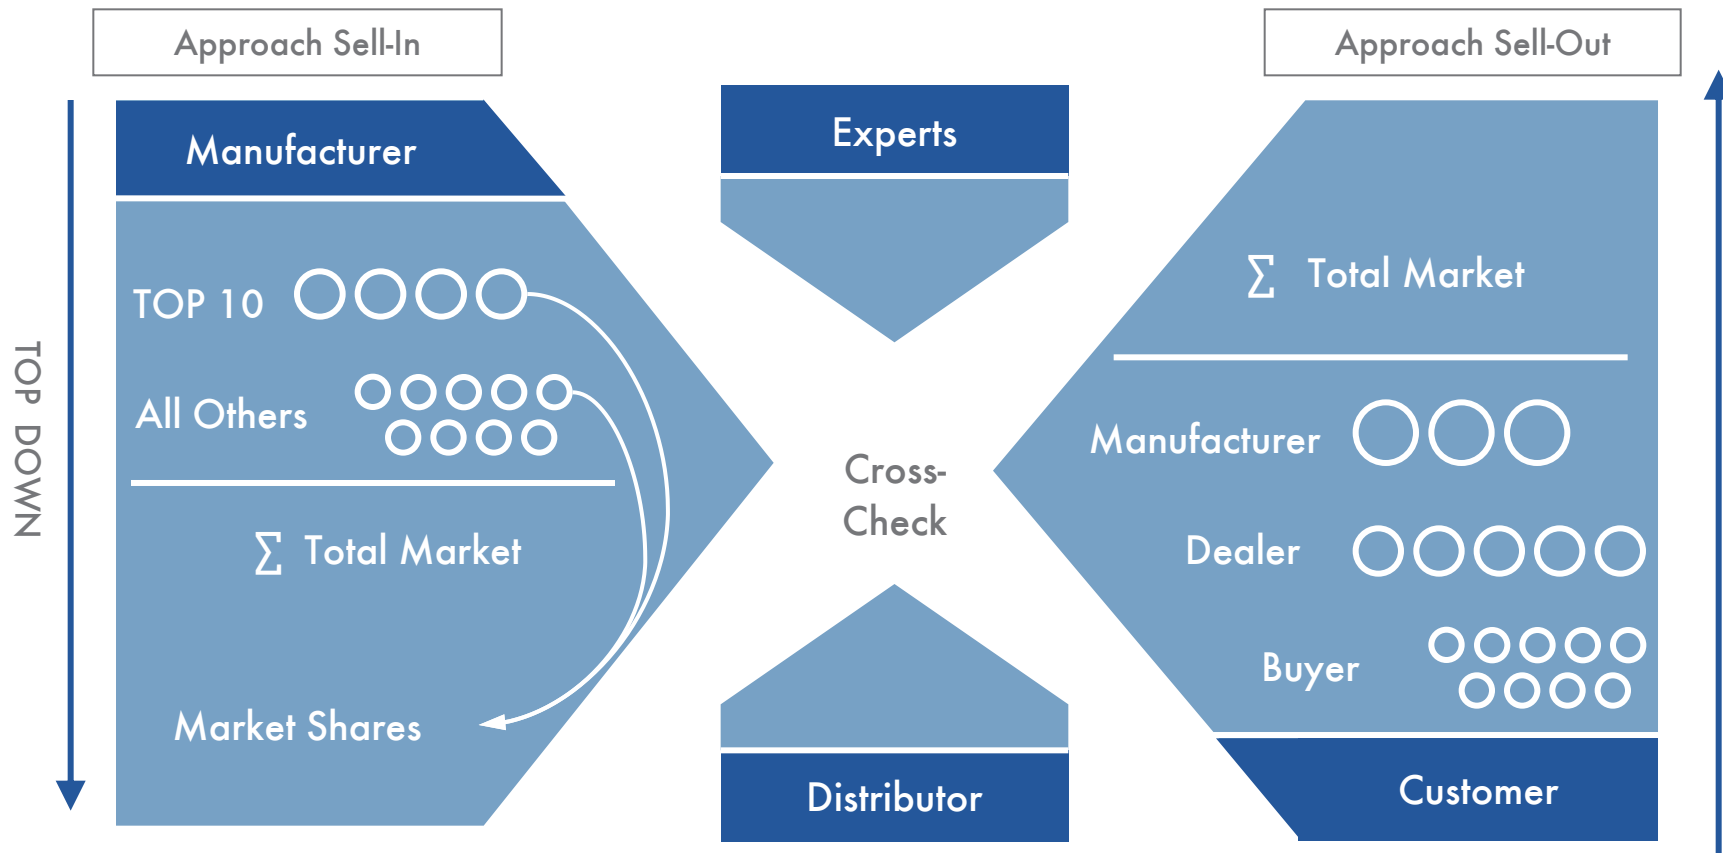 Approach Sell-In
Manufacturer
TOP 10
All Others
∑ Total Market
Market Shares
TOP DOWN
Experts
Cross-
Check
Distributor
Approach Sell-Out
∑ Total Market
Manufacturer
Dealer
Buyer
Customer